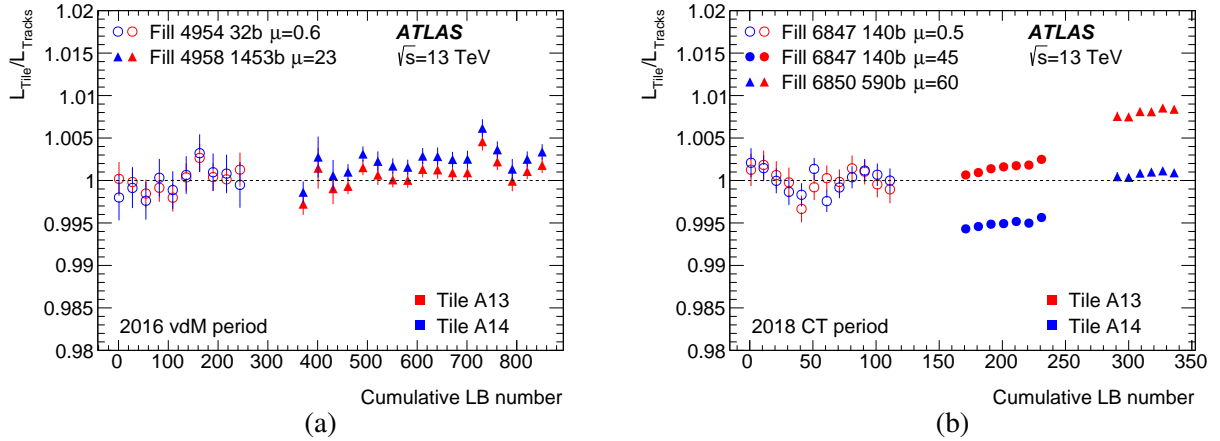 L_Tile/L_Tracks
1.02
1.015
1.01
1.005
1
0.995
0.99
0.985
0.98
Fill 4954 32b μ=0.6
Fill 4958 1453b μ=23
ATLAS
√s=13 TeV
Tile A13
Tile A14
2016 vdM period
0 100 200 300 400 500 600 700 800
Cumulative LB number
(a)
L_Tile/L_Tracks
1.02
1.015
1.01
1.005
1
0.995
0.99
0.985
0.98
Fill 6847 140b μ=0.5
Fill 6847 140b μ=45
Fill 6850 590b μ=60
ATLAS
√s=13 TeV
Tile A13
Tile A14
2018 CT period
0 50 100 150 200 250 300 350
Cumulative LB number
(b)